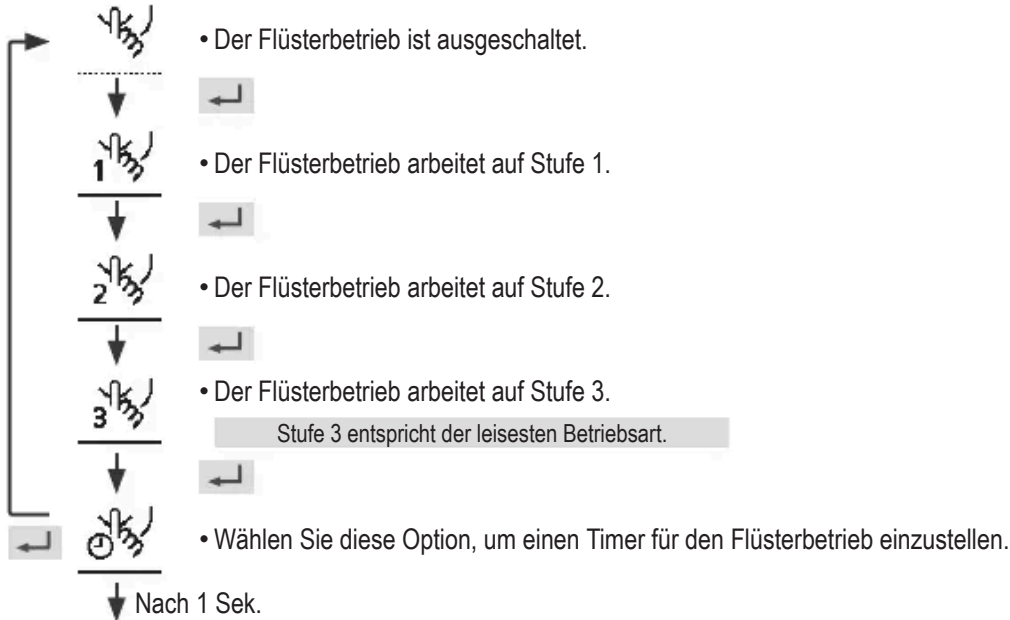 • Der Flüsterbetrieb ist ausgeschaltet.
1
• Der Flüsterbetrieb arbeitet auf Stufe 1.
2
• Der Flüsterbetrieb arbeitet auf Stufe 2.
3
• Der Flüsterbetrieb arbeitet auf Stufe 3.
Stufe 3 entspricht der leisesten Betriebsart.
• Wählen Sie diese Option, um einen Timer für den Flüsterbetrieb einzustellen.
Nach 1 Sek.